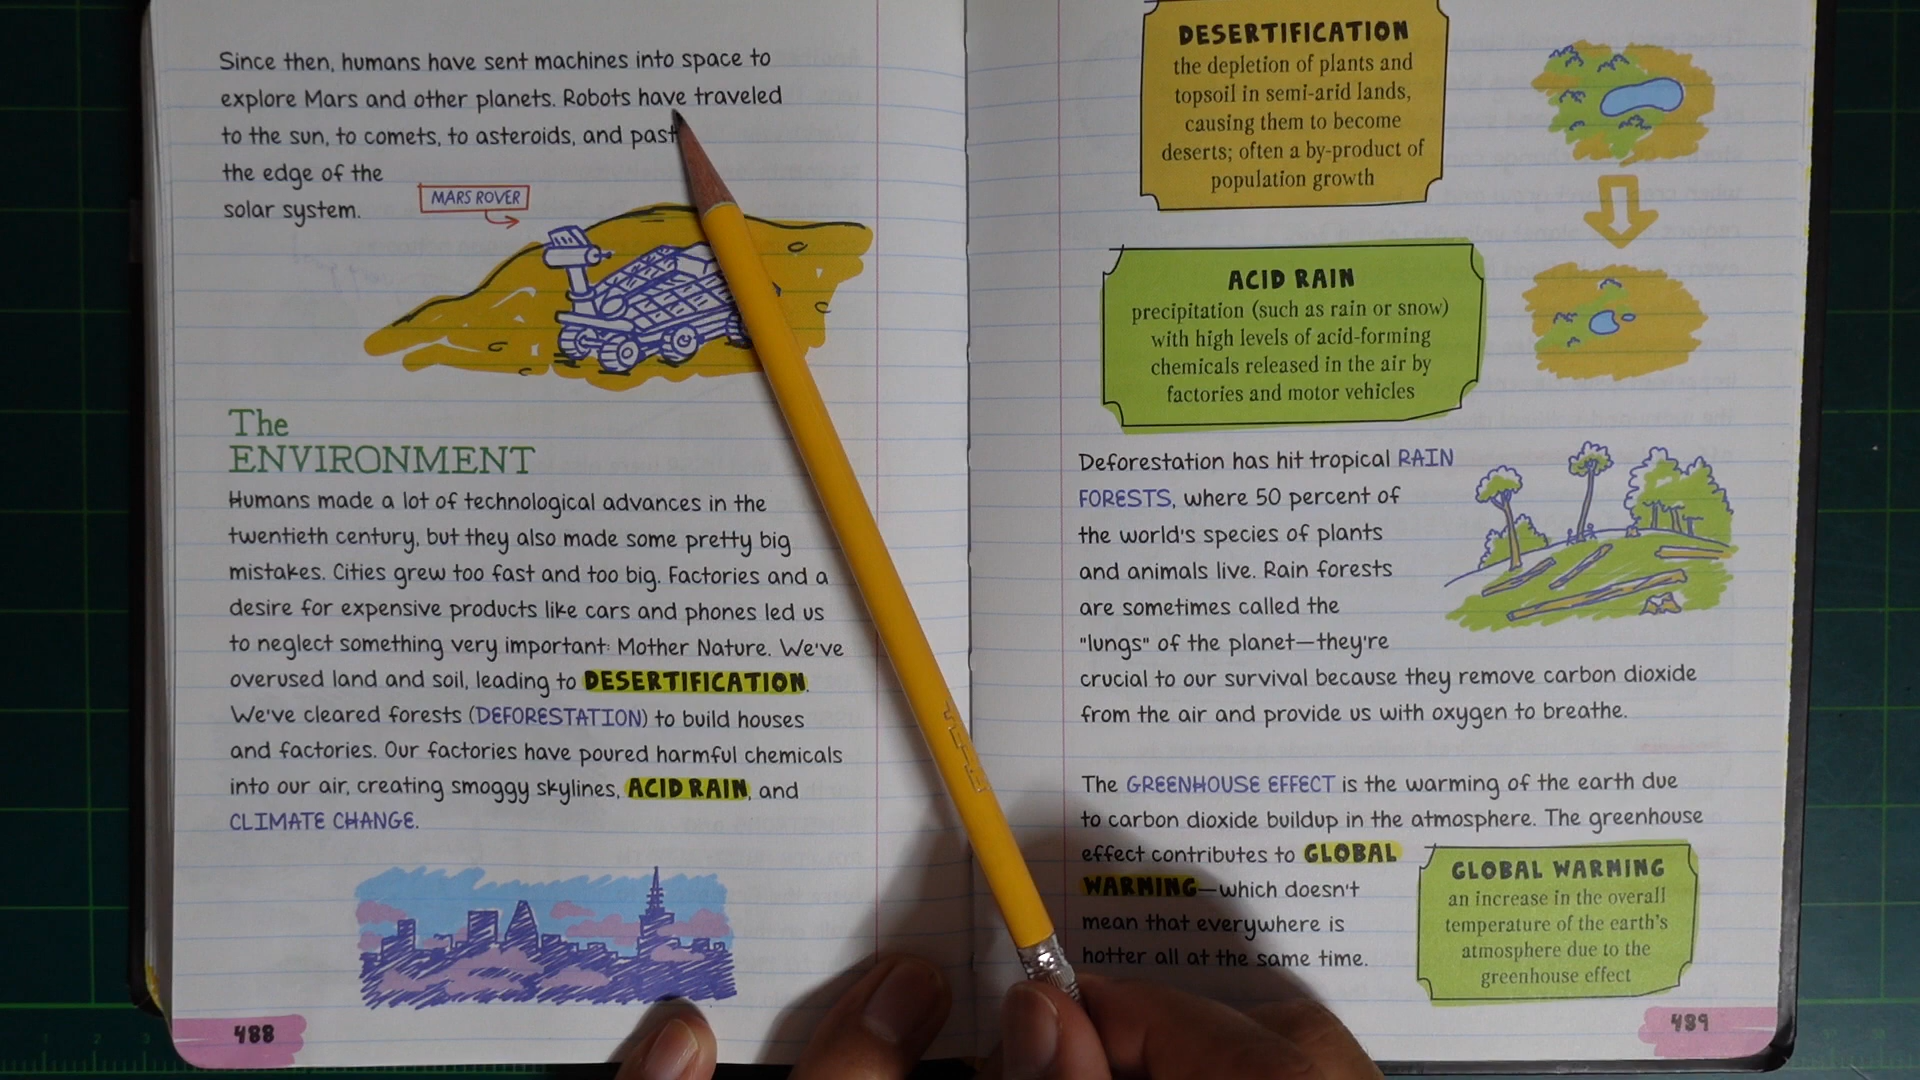 Since then, humans have sent machines into space to
explore Mars and other planets. Robots have traveled
to the sun, to comets, to asteroids, and past
the edge of the
solar system.
MARS ROVER
The
ENVIRONMENT
Humans made a lot of technological advances in the
twentieth century, but they also made some pretty big
mistakes. Cities grew too fast and too big. Factories and a
desire for expensive products like cars and phones led us
to neglect something very important: Mother Nature. We've
overused land and soil, leading to DESERTIFICATION.
We've cleared forests (DEFORESTATION) to build houses
and factories. Our factories have poured harmful chemicals
into our air, creating smoggy skylines, ACID RAIN, and
CLIMATE CHANGE.
488
DESERTIFICATION
the depletion of plants and
topsoil in semi-arid lands,
causing them to become
deserts; often a by-product of
population growth
ACID RAIN
precipitation (such as rain or snow)
with high levels of acid-forming
chemicals released in the air by
factories and motor vehicles
Deforestation has hit tropical RAIN
FORESTS, where 50 percent of
the world's species of plants
and animals live. Rain forests
are sometimes called the
"lungs" of the planet—they're
crucial to our survival because they remove carbon dioxide
from the air and provide us with oxygen to breathe.
The GREENHOUSE EFFECT is the warming of the earth due
to carbon dioxide buildup in the atmosphere. The greenhouse
effect contributes to GLOBAL
WARMING—which doesn't
mean that everywhere is
hotter all at the same time.
GLOBAL WARMING
an increase in the overall
temperature of the earth's
atmosphere due to the
greenhouse effect
489